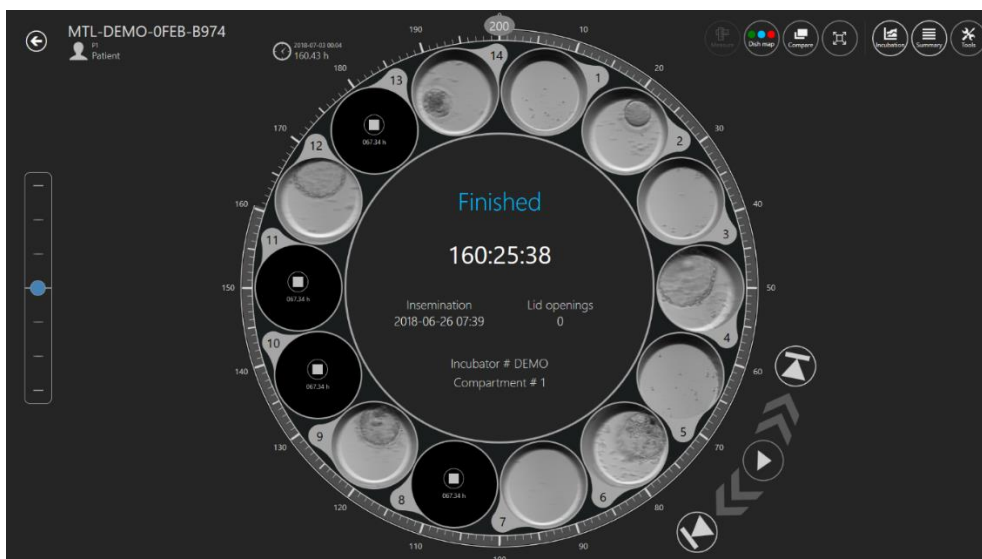 MTL-DEMO-0FEB-B974
P1
Patient
2018-07-03 00:04
160.43 h
Measure
Dish map
Compare
Incubation
Summary
Tools
200
10
20
30
40
50
60
70
80
90
100
110
120
130
140
150
160
170
180
190
1
2
3
4
5
6
7
8
067.34 h
9
10
067.34 h
11
067.34 h
12
13
067.34 h
14
Finished
160:25:38
Insemination Lid openings
2018-06-26 07:39 0
Incubator # DEMO
Compartment # 1